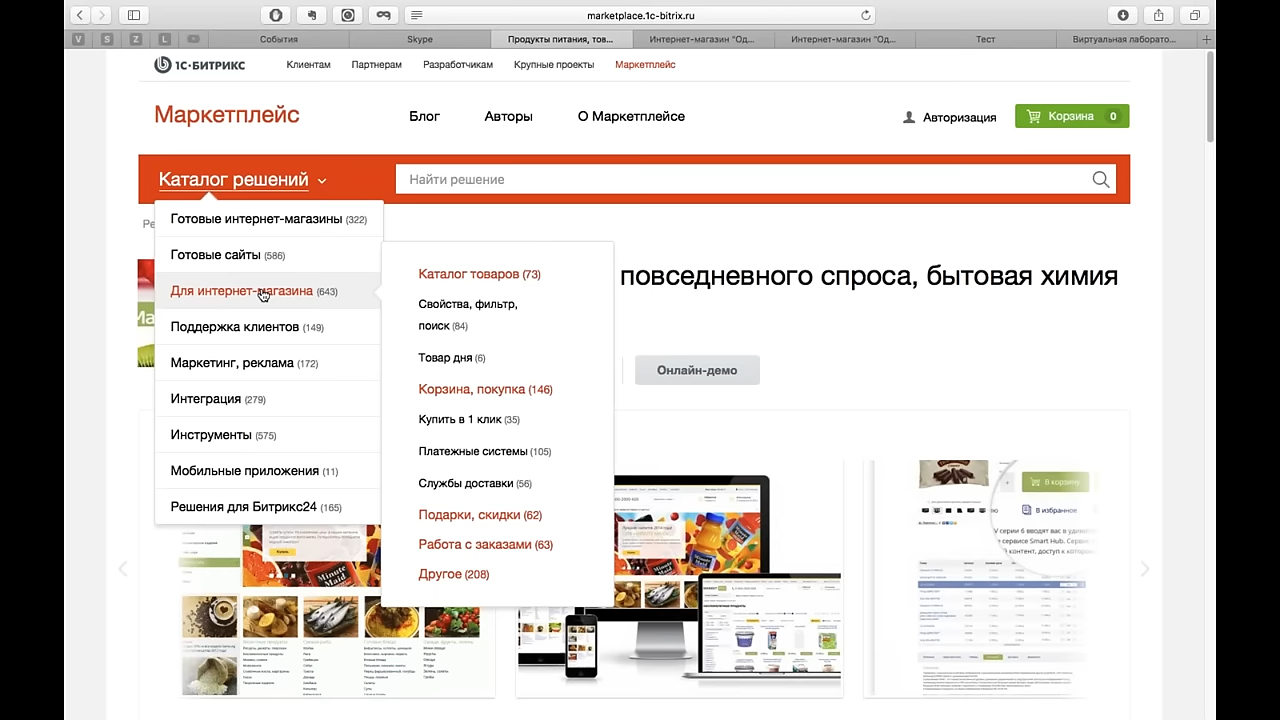 marketplace.1c-bitrix.ru
V S Z L
События
Skype
Продукты питания, тов...
Интернет-магазин "Од...
Интернет-магазин "Од...
Тест
Виртуальная лаборато...
1С·БИТРИКС
Клиентам
Партнерам
Разработчикам
Крупные проекты
Маркетплейс
Маркетплейс
Блог
Авторы
О Маркетплейсе
Авторизация
Корзина 0
Каталог решений
Найти решение
Ре
Готовые интернет-магазины (322)
Готовые сайты (586)
Для интернет-магазина (643)
Поддержка клиентов (149)
Маркетинг, реклама (172)
Интеграция (279)
Инструменты (575)
Мобильные приложения (11)
Решения для Битрикс24 (165)
Каталог товаров (73)
Свойства, фильтр,
поиск (84)
Товар дня (6)
Корзина, покупка (146)
Купить в 1 клик (35)
Платежные системы (105)
Службы доставки (56)
Подарки, скидки (62)
Работа с заказами (63)
Другое (208)
повседневного спроса, бытовая химия
Ма
Онлайн-демо
В корзину
В избранное